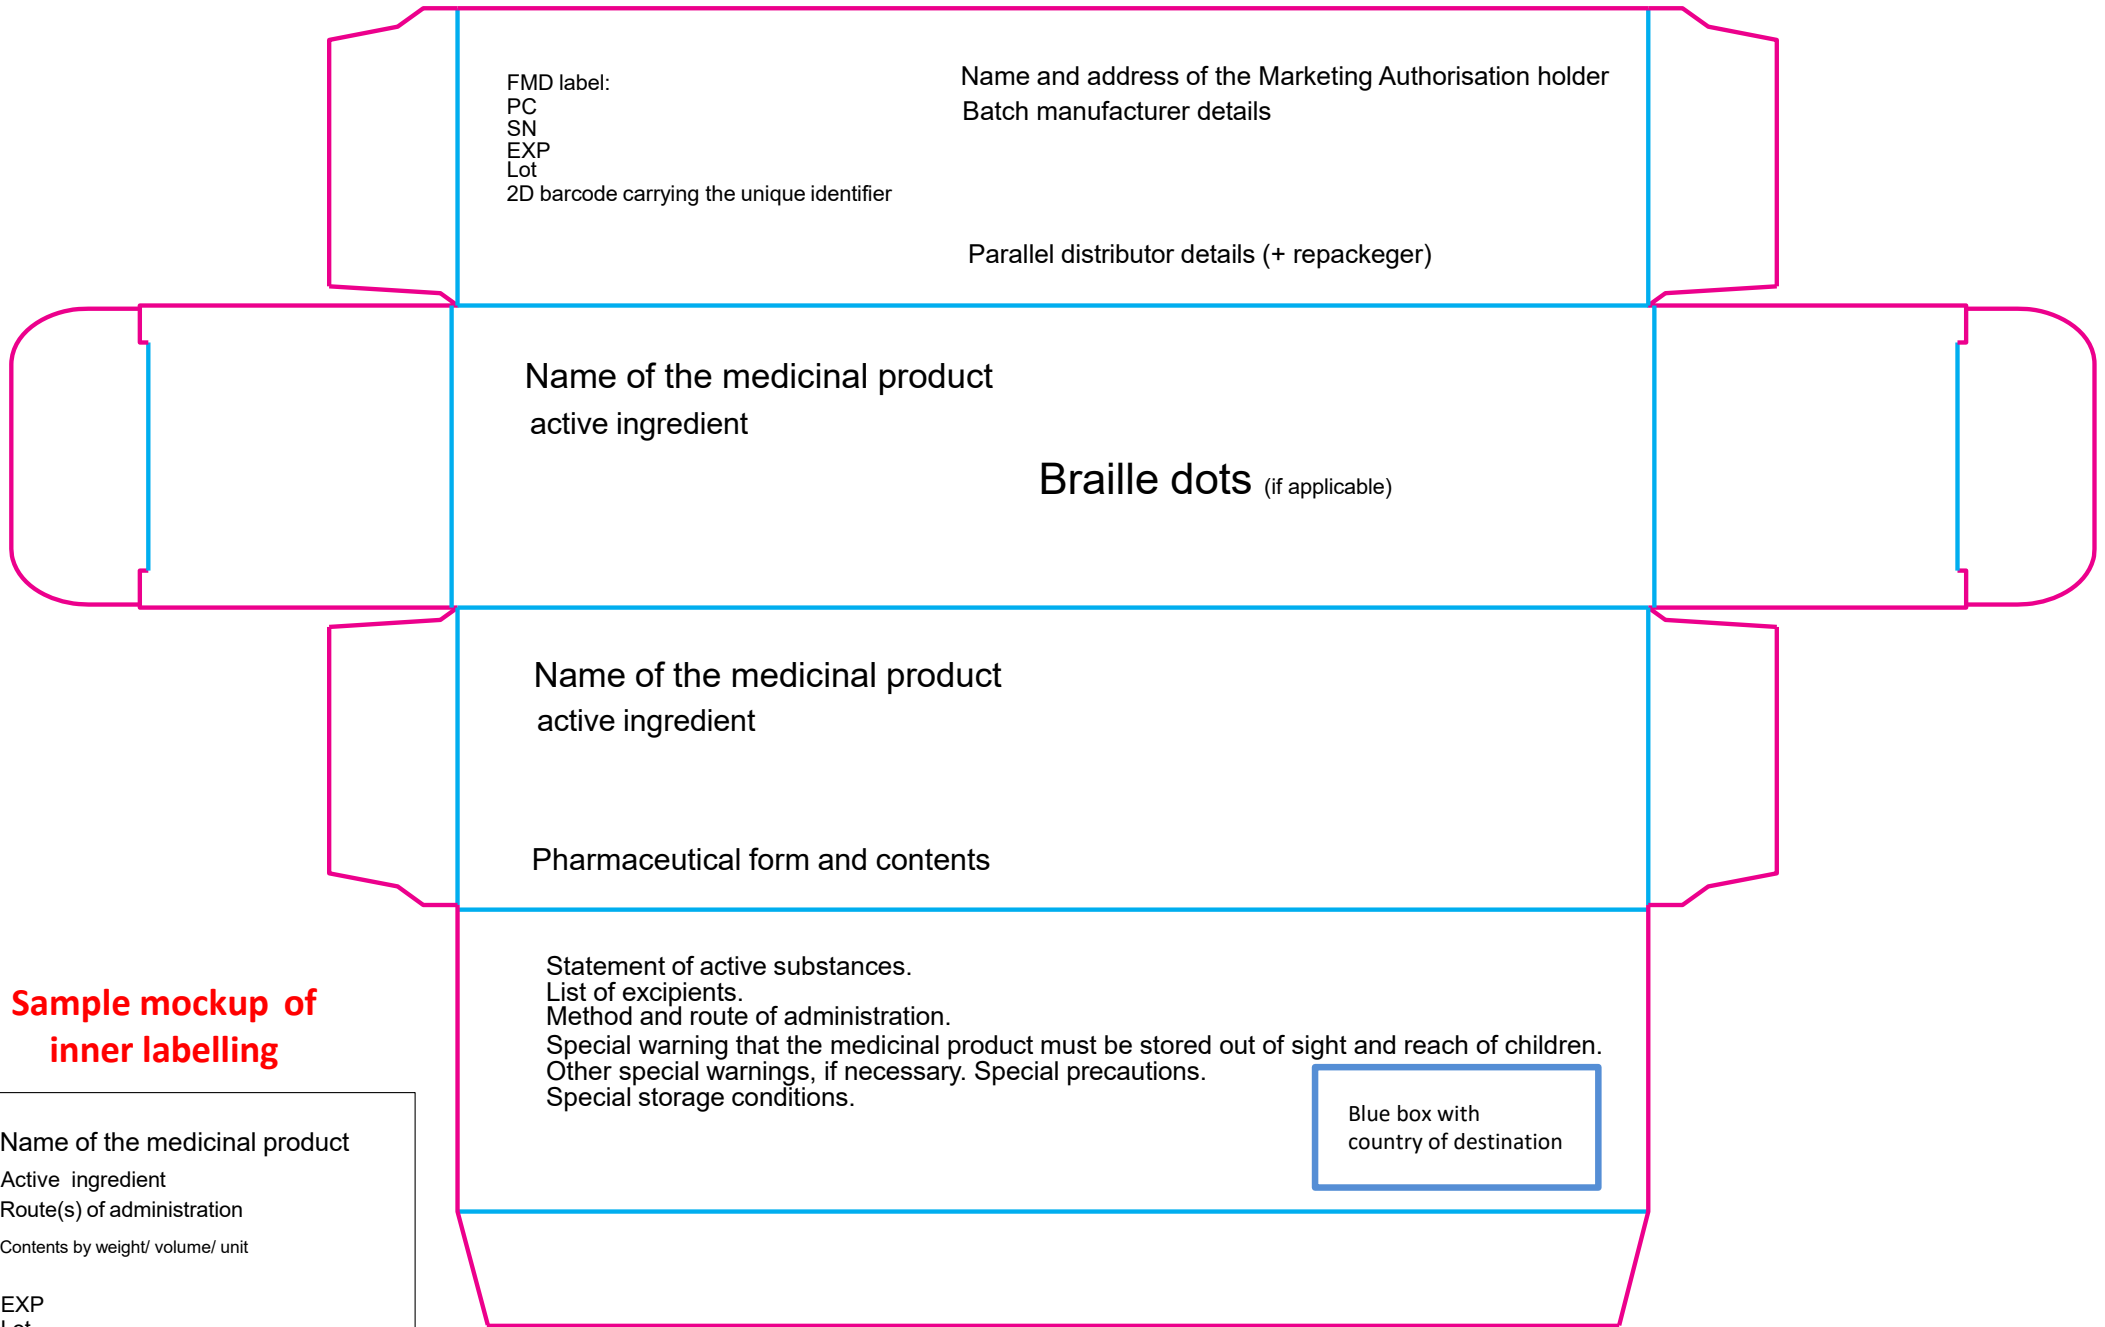 FMD label:
PC
SN
EXP
Lot
2D barcode carrying the unique identifier
Name and address of the Marketing Authorisation holder
Batch manufacturer details
Parallel distributor details (+ repackeger)
Name of the medicinal product
active ingredient
Braille dots (if applicable)
Name of the medicinal product
active ingredient
Pharmaceutical form and contents
Statement of active substances.
List of excipients.
Method and route of administration.
Special warning that the medicinal product must be stored out of sight and reach of children.
Other special warnings, if necessary. Special precautions.
Special storage conditions.
Blue box with
country of destination
Sample mockup of
inner labelling
Name of the medicinal product
Active ingredient
Route(s) of administration
Contents by weight/ volume/ unit
EXP
Lot